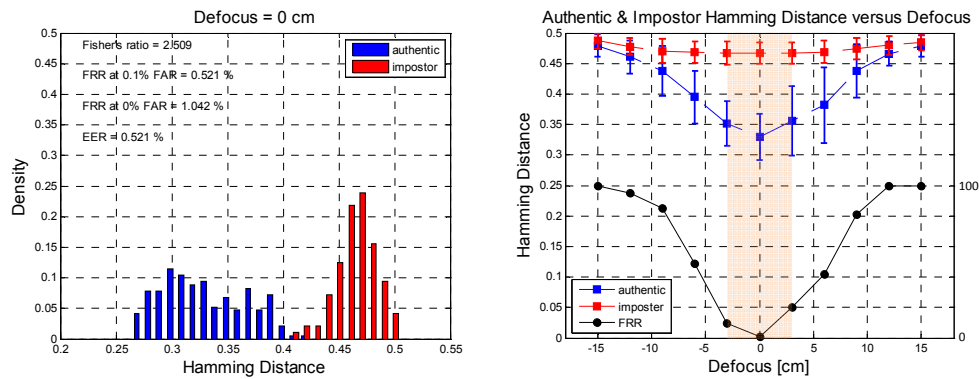 Defocus = 0 cm
Fisher's ratio = 2.509
FRR at 0.1% FAR = 0.521 %
FRR at 0% FAR = 1.042 %
EER = 0.521 %
authentic
impostor
0.5
0.45
0.4
0.35
0.3
0.25
0.2
0.15
0.1
0.05
0
Density
0.2
0.25
0.3
0.35
0.4
0.45
0.5
0.55
Hamming Distance
Authentic & Impostor Hamming Distance versus Defocus
0.5
0.45
0.4
0.35
0.3
0.25
0.2
0.15
0.1
0.05
0
Hamming Distance
100
0
authentic
imposter
FRR
-15
-10
-5
0
5
10
15
Defocus [cm]